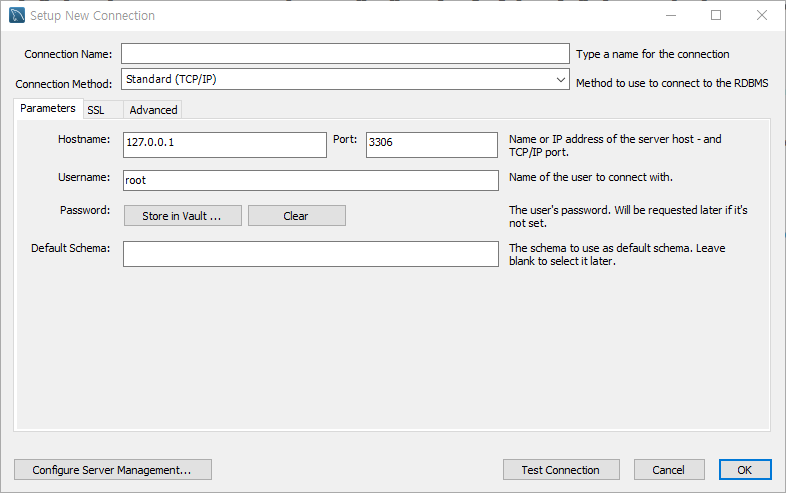 Setup New Connection
Connection Name: Type a name for the connection
Connection Method: Standard (TCP/IP) Method to use to connect to the RDBMS
Parameters SSL Advanced
Hostname: 127.0.0.1 Port: 3306 Name or IP address of the server host - and
TCP/IP port.
Username: root Name of the user to connect with.
Password: Store in Vault ... Clear The user's password. Will be requested later if it's
not set.
Default Schema: The schema to use as default schema. Leave
blank to select it later.
Configure Server Management... Test Connection Cancel OK